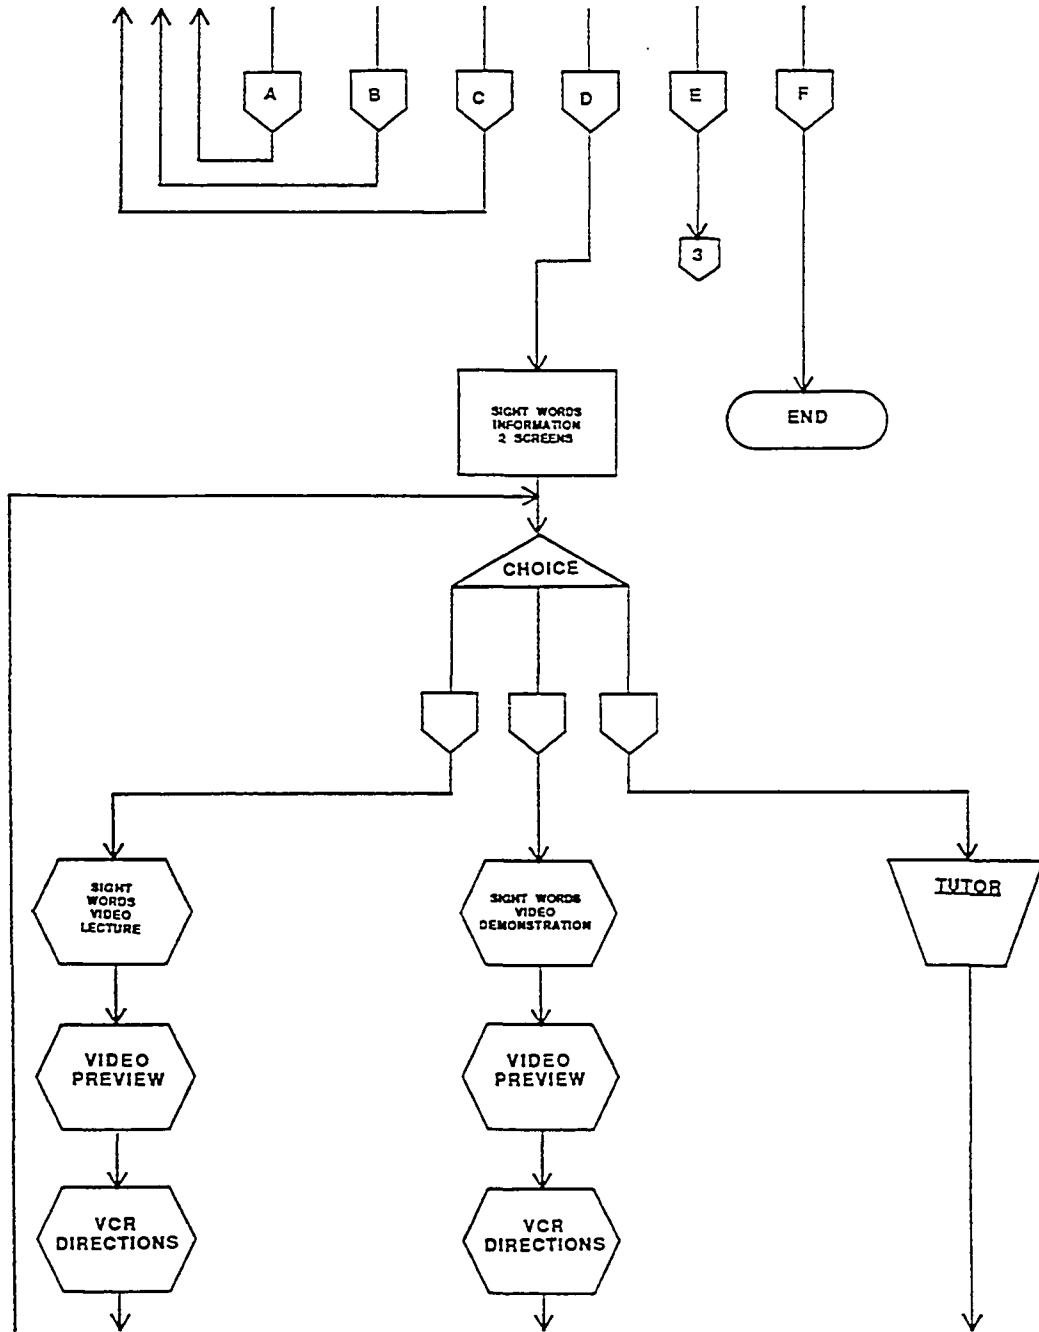 A
B
C
D
E
F
3
SIGHT WORDS
INFORMATION
2 SCREENS
END
CHOICE
SIGHT
WORDS
VIDEO
LECTURE
SIGHT WORDS
VIDEO
DEMONSTRATION
TUTOR
VIDEO
PREVIEW
VIDEO
PREVIEW
VCR
DIRECTIONS
VCR
DIRECTIONS